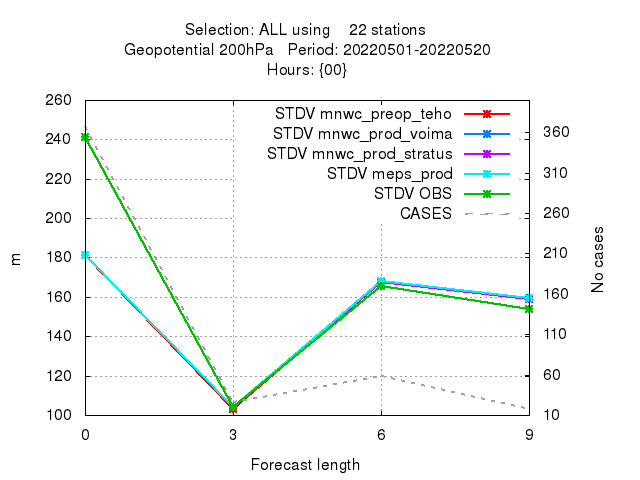 Selection: ALL using    22 stations
Geopotential 200hPa   Period: 20220501-20220520
Hours: {00}
STDV mnwc_preop_teho
STDV mnwc_prod_voima
STDV mnwc_prod_stratus
STDV meps_prod
STDV OBS
CASES
260
240
220
200
180
160
140
120
100
360
310
260
210
160
110
60
10
m
No cases
0 3 6 9
Forecast length